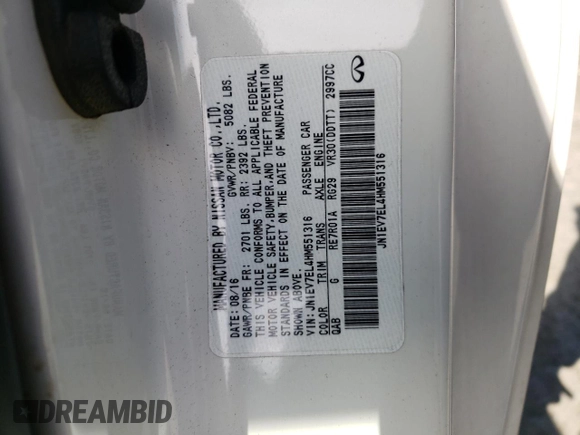 MANUFACTURED BY NISSAN MOTOR CO.,LTD.
GVWR/PNBV: 5082 LBS.
DATE: 08/16
GAWR/PNBE FR: 2701 LBS. RR: 2392 LBS.
THIS VEHICLE CONFORMS TO ALL APPLICABLE FEDERAL
MOTOR VEHICLE SAFETY,BUMPER,AND THEFT PREVENTION
STANDARDS IN EFFECT ON THE DATE OF MANUFACTURE
SHOWN ABOVE.
VIN:JN1EV7EL4HM551316 PASSENGER CAR
COLOR TRIM TRANS AXLE ENGINE
QAB G RE7R01A RG29 VR30(DDTT) 2997CC
JN1EV7EL4HM551316
DREAMBID